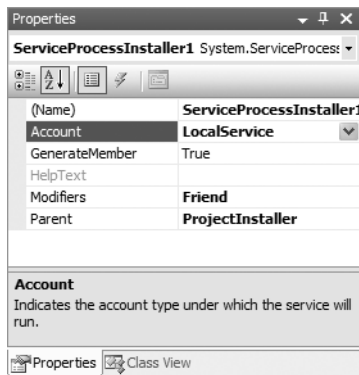 Properties
ServiceProcessInstaller1 System.ServiceProces
(Name) ServiceProcessInstaller1
Account LocalService
GenerateMember True
HelpText
Modifiers Friend
Parent ProjectInstaller
Account
Indicates the account type under which the service will
run.
Properties Class View